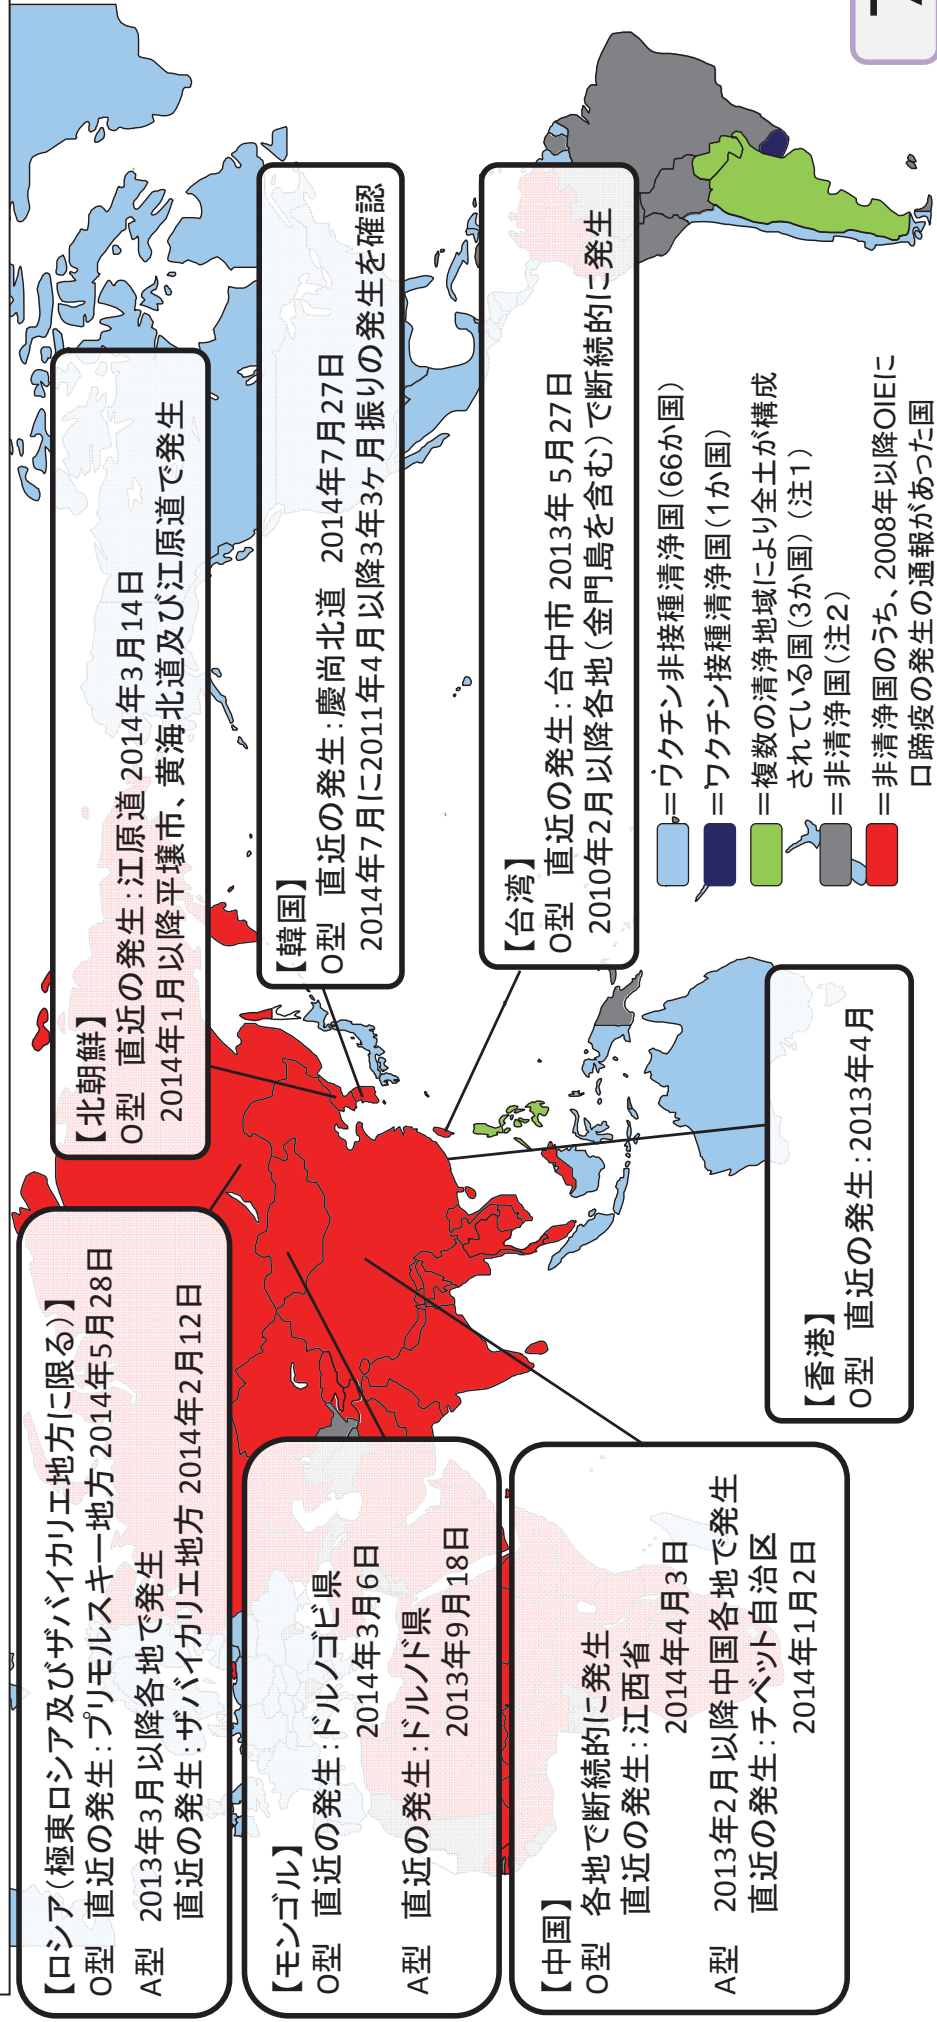 【ロシア(極東ロシア及びザバイカリエ地方に限る)】
O型 直近の発生:プリモルスキー地方 2014年5月28日
A型 2013年3月以降各地で発生
直近の発生:ザバイカリエ地方 2014年2月12日
【モンゴル】
O型 直近の発生:ドルノゴビ県
2014年3月6日
A型 直近の発生:ドルノド県
2013年9月18日
【中国】
O型 各地で断続的に発生
直近の発生:江西省
2014年4月3日
A型 2013年2月以降中国各地で発生
直近の発生:チベット自治区
2014年1月2日
【北朝鮮】
O型 直近の発生:江原道 2014年3月14日
2014年1月以降平壌市、黄海北道及び江原道で発生
【韓国】
O型 直近の発生:慶尚北道 2014年7月27日
2014年7月に2011年4月以降3年3ヶ月振りの発生を確認
【台湾】
O型 直近の発生:台中市 2013年5月27日
2010年2月以降各地(金門島を含む)で断続的に発生
【香港】
O型 直近の発生:2013年4月
=ワクチン非接種清浄国(66か国)
=ワクチン接種清浄国(1か国)
=複数の清浄地域により全土が構成
されている国(3か国)(注1)
=非清浄国(注2)
=非清浄国のうち、2008年以降OIEに
口蹄疫の発生の通報があった国